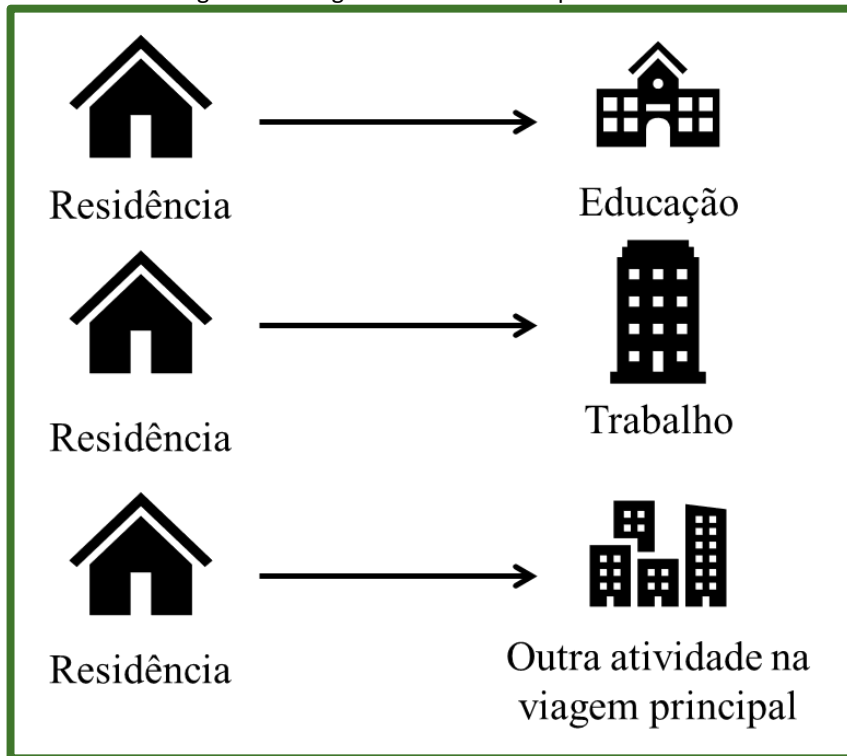 Residência
Educação
Residência
Trabalho
Residência
Outra atividade na
viagem principal